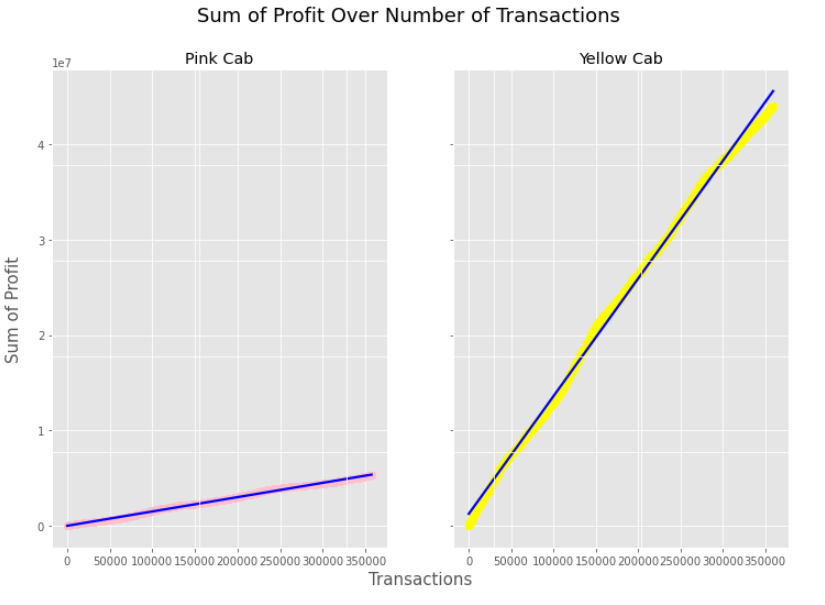 Sum of Profit Over Number of Transactions
Pink Cab
Yellow Cab
1e7
4
3
2
1
0
Sum of Profit
0 50000 100000 150000 200000 250000 300000 350000
0 50000 100000 150000 200000 250000 300000 350000
Transactions